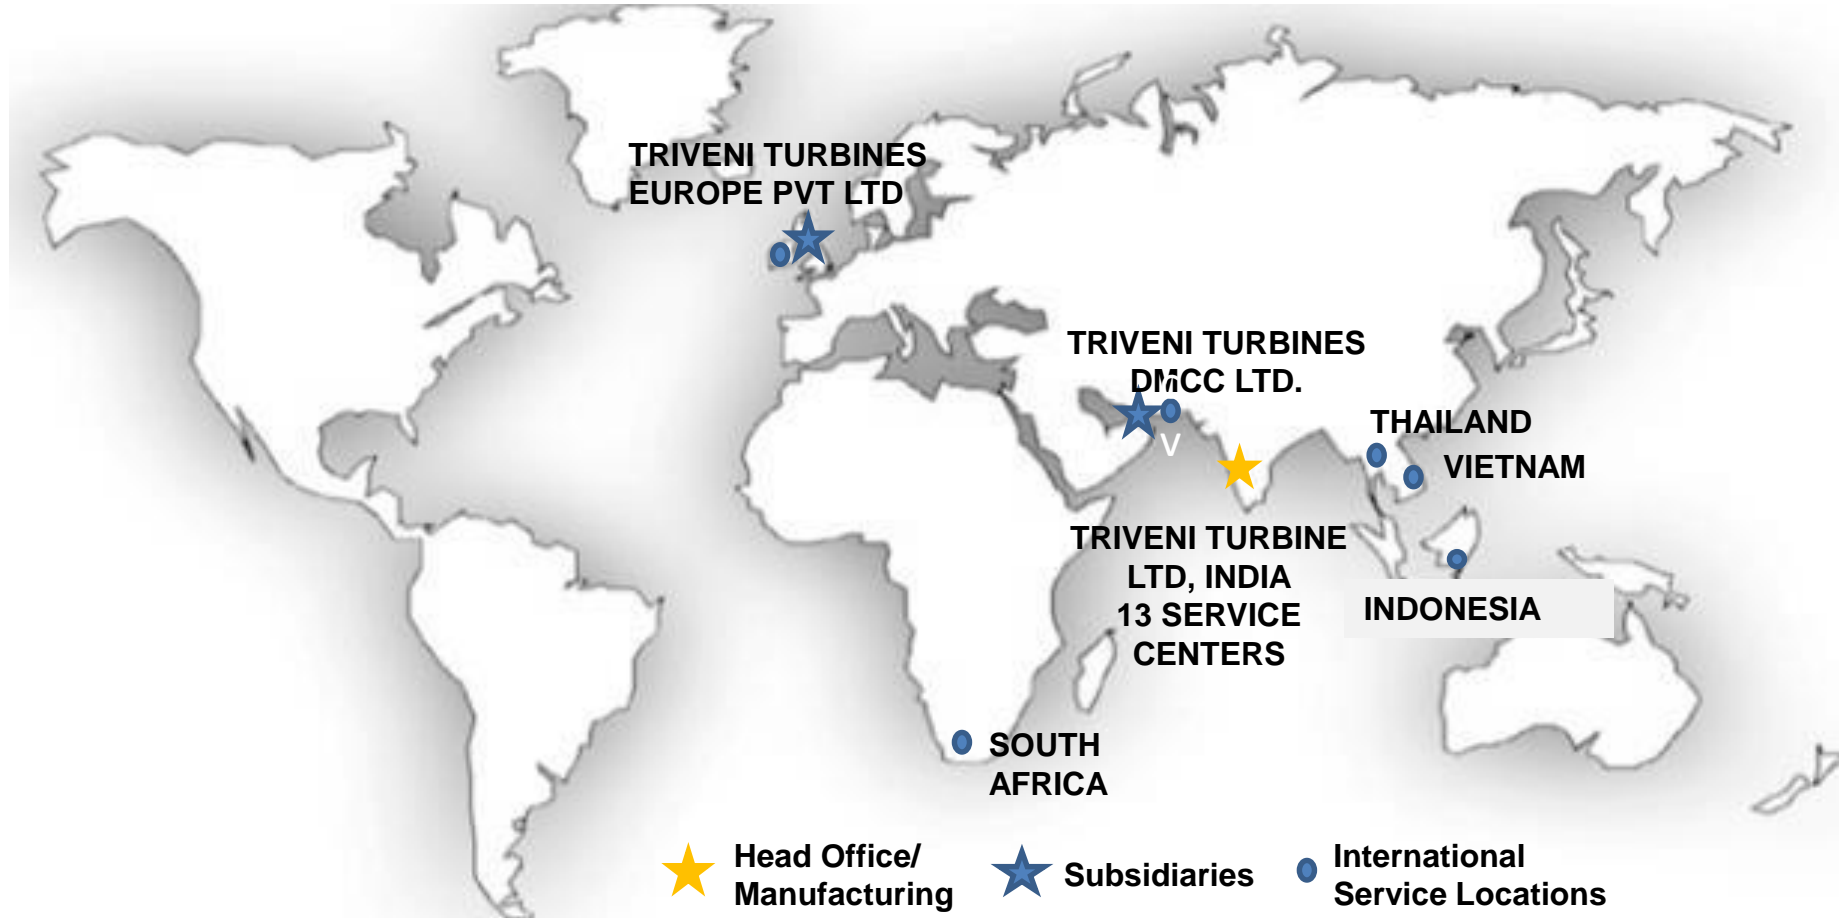 TRIVENI TURBINES
EUROPE PVT LTD
TRIVENI TURBINES
DMCC LTD.
V
THAILAND
VIETNAM
TRIVENI TURBINE
LTD, INDIA
13 SERVICE
CENTERS
INDONESIA
SOUTH
AFRICA
Head Office/
Manufacturing
Subsidiaries
International
Service Locations